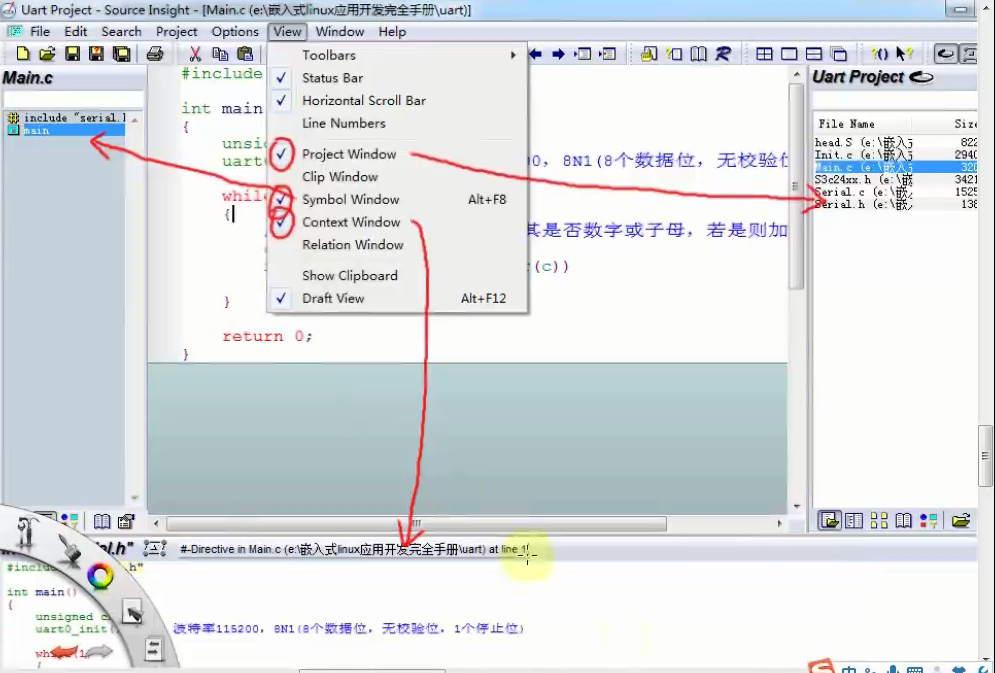 Uart Project - Source Insight - [Main.c (e:\嵌入式linux应用开发完全手册\uart)]
File Edit Search Project Options View Window Help
Main.c
include "serial.
main
#include
int main
{
unsi
uart
whil
{
}
return 0;
}
Toolbars
Status Bar
Horizontal Scroll Bar
Line Numbers
Project Window
Clip Window
Symbol Window Alt+F8
Context Window
Relation Window
Show Clipboard
Draft View Alt+F12
0, 8N1(8个数据位, 无校验位
其是否数字或子母, 若是则加
(c))
Uart Project
File Name Size
head.S (e:\嵌入 822
Init.c (e:\嵌入 2940
Main.c (e:\嵌入 320
S3c24xx.h (e:\嵌 3421
Serial.c (e:\嵌 1525
Serial.h (e:\嵌 138
ial.h" #-Directive in Main.c (e:\嵌入式linux应用开发完全手册\uart) at line 1
#inclu h"
int main()
{
unsigned c
uart0_init( 波特率115200, 8N1(8个数据位, 无校验位, 1个停止位)
whi (1
{
中